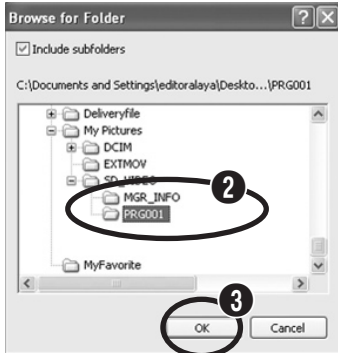 Browse for Folder
Include subfolders
C:\Documents and Settings\editoralaya\Deskto...\PRG001
Deliveryfile
My Pictures
DCIM
EXTMOV
SD_VIDEO
2
MGR_INFO
PRG001
MyFavorite
3
OK Cancel